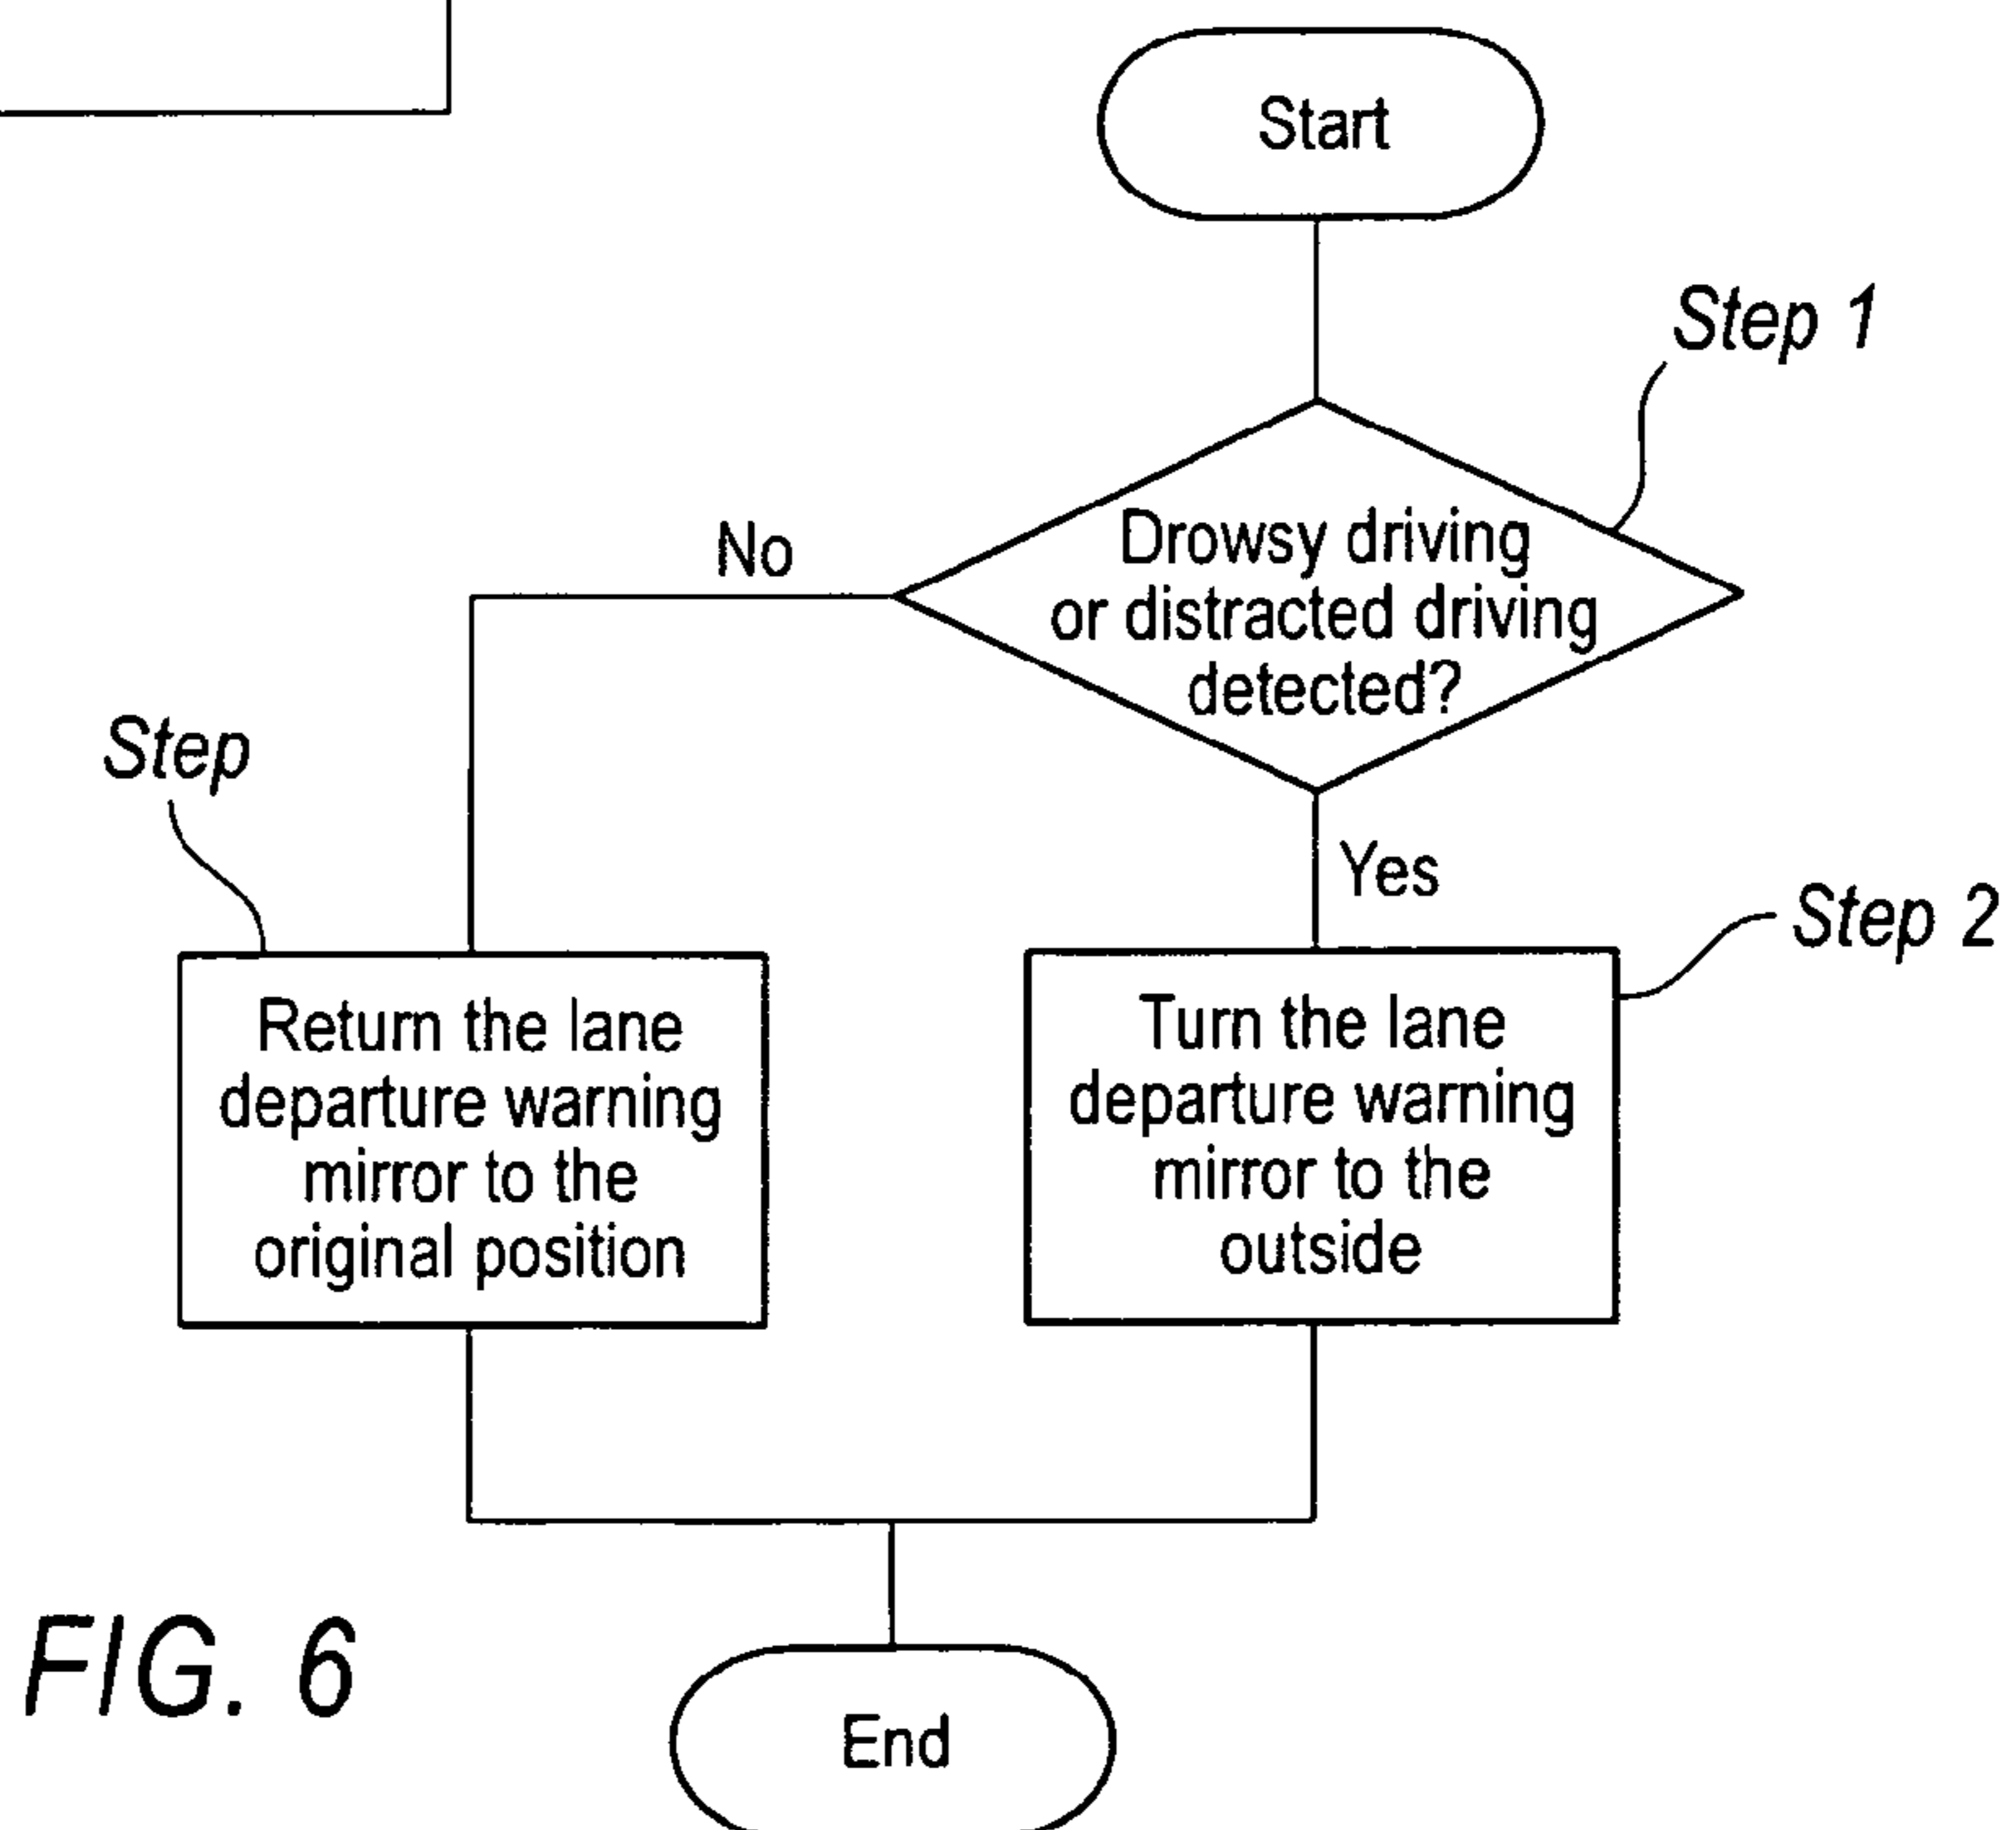 Start
Step 1
Drowsy driving
or distracted driving
detected?
No
Yes
Step
Step 2
Return the lane
departure warning
mirror to the
original position
Turn the lane
departure warning
mirror to the
outside
FIG. 6
End